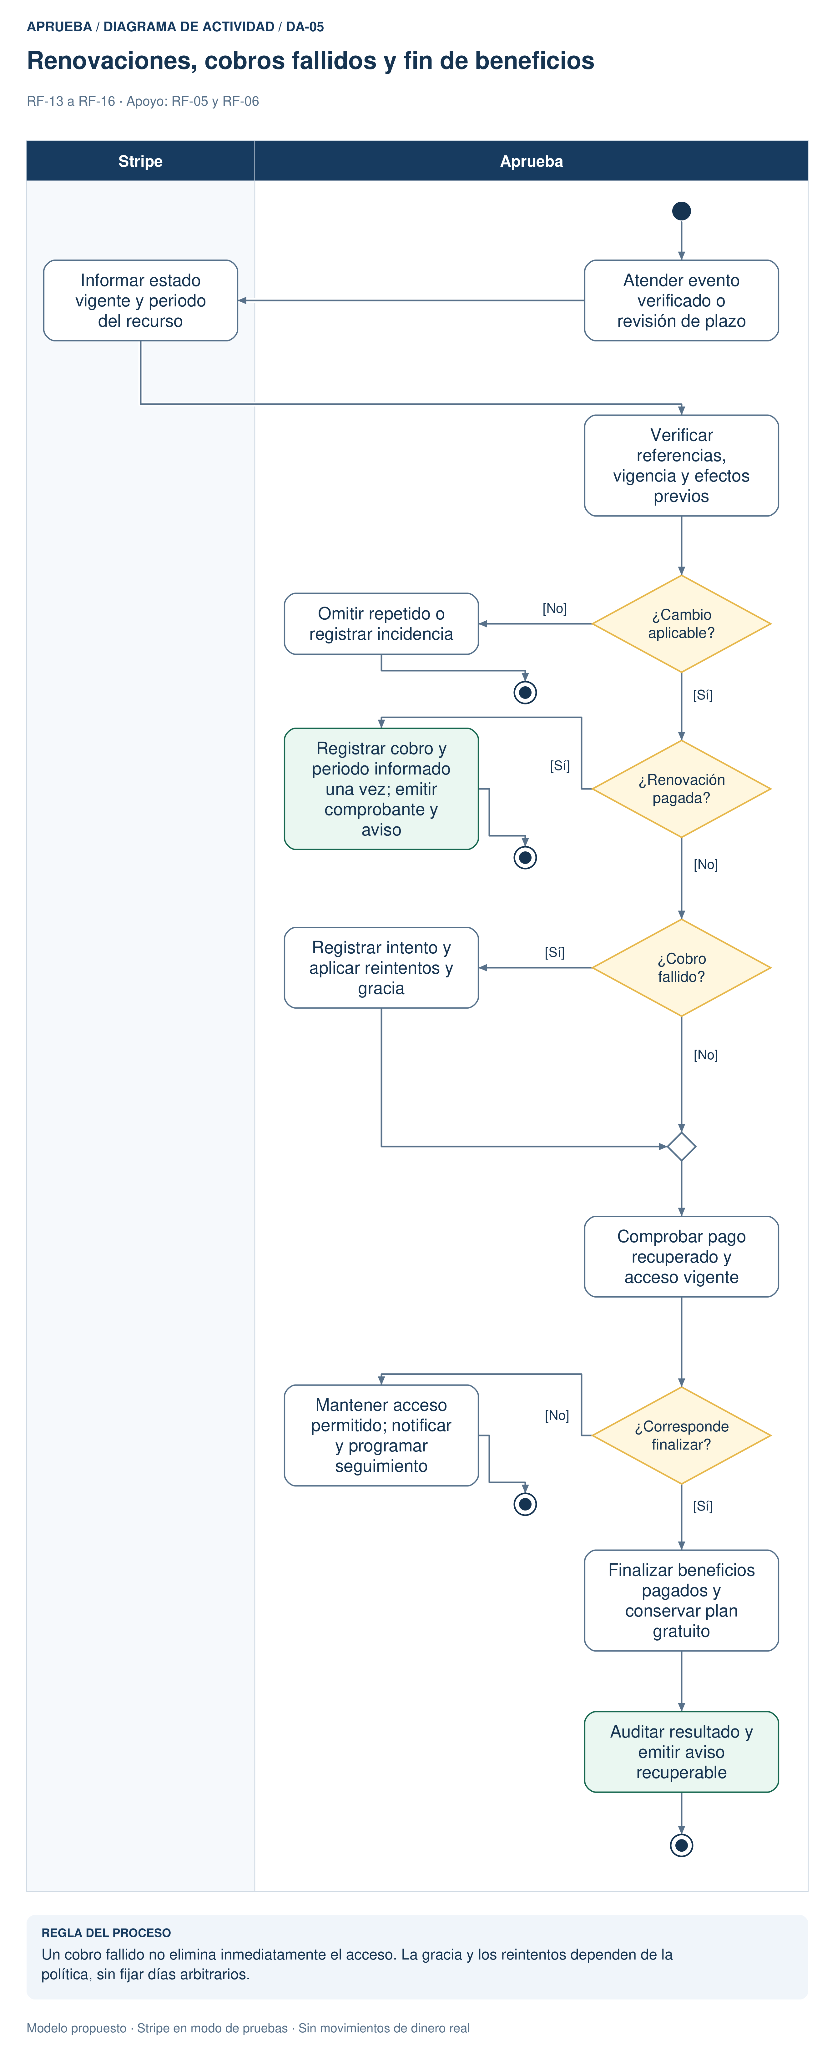 APRUEBA / DIAGRAMA DE ACTIVIDAD / DA-05
Renovaciones, cobros fallidos y fin de beneficios
RF-13 a RF-16 · Apoyo: RF-05 y RF-06
Stripe
Aprueba
Informar estado
vigente y periodo
del recurso
Atender evento
verificado o
revisión de plazo
Verificar
referencias,
vigencia y efectos
previos
Omitir repetido o
registrar incidencia
[No]
¿Cambio
aplicable?
[Sí]
Registrar cobro y
periodo informado
una vez; emitir
comprobante y
aviso
[Sí]
¿Renovación
pagada?
[No]
Registrar intento y
aplicar reintentos y
gracia
[Sí]
¿Cobro
fallido?
[No]
Comprobar pago
recuperado y
acceso vigente
Mantener acceso
permitido; notificar
y programar
seguimiento
[No]
¿Corresponde
finalizar?
[Sí]
Finalizar beneficios
pagados y
conservar plan
gratuito
Auditar resultado y
emitir aviso
recuperable
REGLA DEL PROCESO
Un cobro fallido no elimina inmediatamente el acceso. La gracia y los reintentos dependen de la
política, sin fijar días arbitrarios.
Modelo propuesto · Stripe en modo de pruebas · Sin movimientos de dinero real